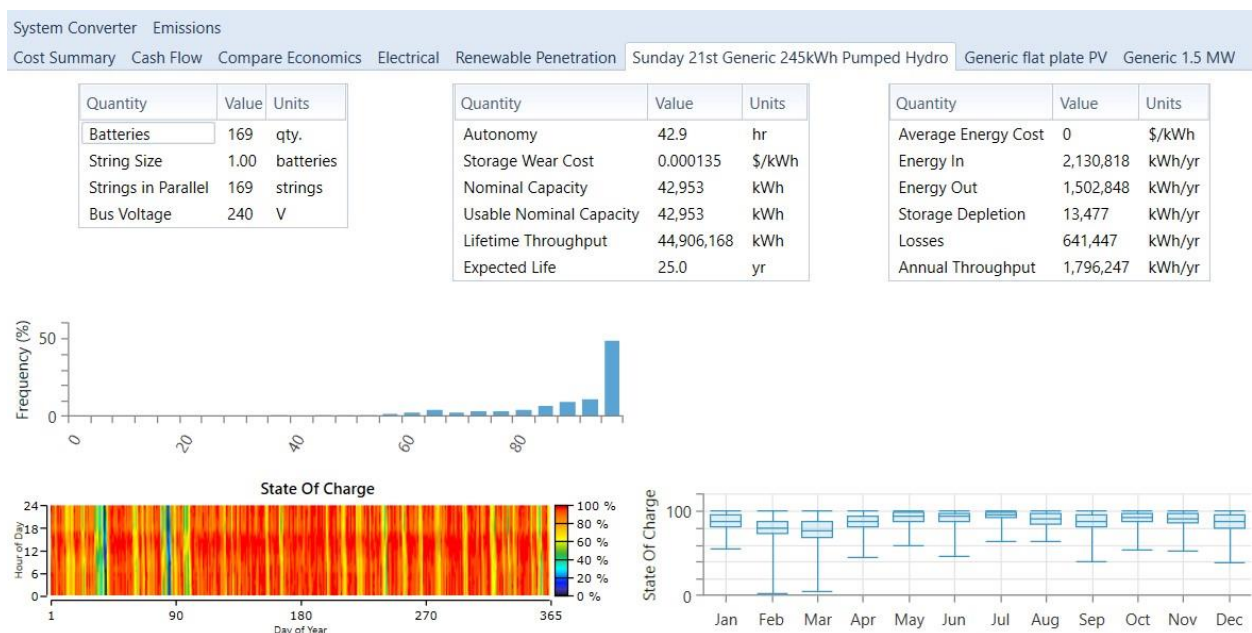 System Converter Emissions
Cost Summary Cash Flow Compare Economics Electrical Renewable Penetration Sunday 21st Generic 245kWh Pumped Hydro Generic flat plate PV Generic 1.5 MW
Quantity Value Units
Batteries 169 qty.
String Size 1.00 batteries
Strings in Parallel 169 strings
Bus Voltage 240 V
Quantity Value Units
Autonomy 42.9 hr
Storage Wear Cost 0.000135 $/kWh
Nominal Capacity 42,953 kWh
Usable Nominal Capacity 42,953 kWh
Lifetime Throughput 44,906,168 kWh
Expected Life 25.0 yr
Quantity Value Units
Average Energy Cost 0 $/kWh
Energy In 2,130,818 kWh/yr
Energy Out 1,502,848 kWh/yr
Storage Depletion 13,477 kWh/yr
Losses 641,447 kWh/yr
Annual Throughput 1,796,247 kWh/yr
Frequency (%)
50
0
0 20 40 60 80
State Of Charge
Hour of Day
24
18
12
6
0
1 90 180 270 365
Day of Year
100 %
80 %
60 %
40 %
20 %
0 %
State Of Charge
100
0
Jan Feb Mar Apr May Jun Jul Aug Sep Oct Nov Dec